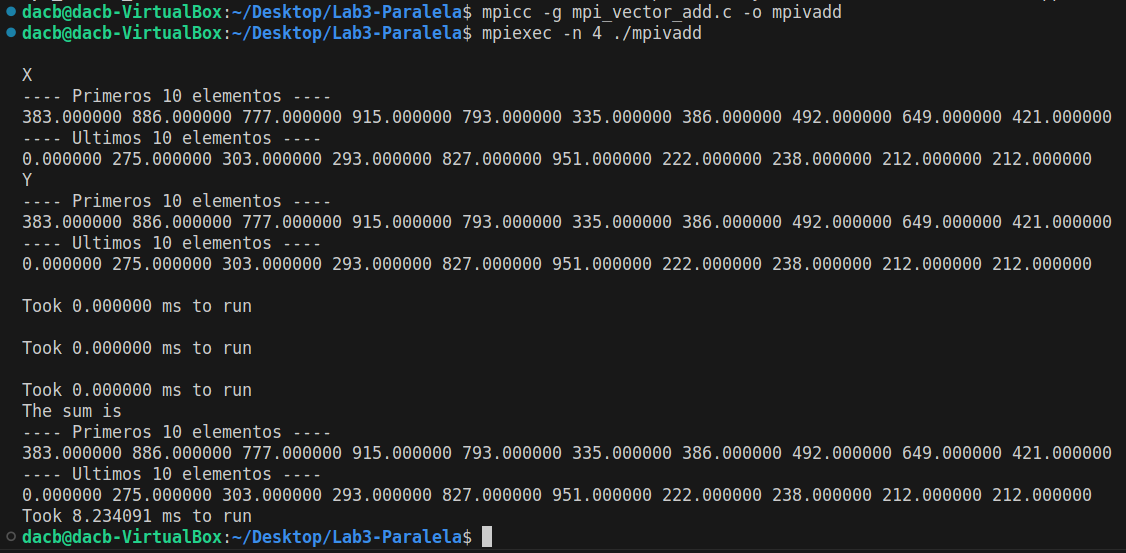 dacb@dacb-VirtualBox:~/Desktop/Lab3-Paralela$ mpicc -g mpi_vector_add.c -o mpivadd
dacb@dacb-VirtualBox:~/Desktop/Lab3-Paralela$ mpiexec -n 4 ./mpivadd
X
---- Primeros 10 elementos ----
383.000000 886.000000 777.000000 915.000000 793.000000 335.000000 386.000000 492.000000 649.000000 421.000000
---- Ultimos 10 elementos ----
0.000000 275.000000 303.000000 293.000000 827.000000 951.000000 222.000000 238.000000 212.000000 212.000000
Y
---- Primeros 10 elementos ----
383.000000 886.000000 777.000000 915.000000 793.000000 335.000000 386.000000 492.000000 649.000000 421.000000
---- Ultimos 10 elementos ----
0.000000 275.000000 303.000000 293.000000 827.000000 951.000000 222.000000 238.000000 212.000000 212.000000
Took 0.000000 ms to run
Took 0.000000 ms to run
Took 0.000000 ms to run
The sum is
---- Primeros 10 elementos ----
383.000000 886.000000 777.000000 915.000000 793.000000 335.000000 386.000000 492.000000 649.000000 421.000000
---- Ultimos 10 elementos ----
0.000000 275.000000 303.000000 293.000000 827.000000 951.000000 222.000000 238.000000 212.000000 212.000000
Took 8.234091 ms to run
dacb@dacb-VirtualBox:~/Desktop/Lab3-Paralela$